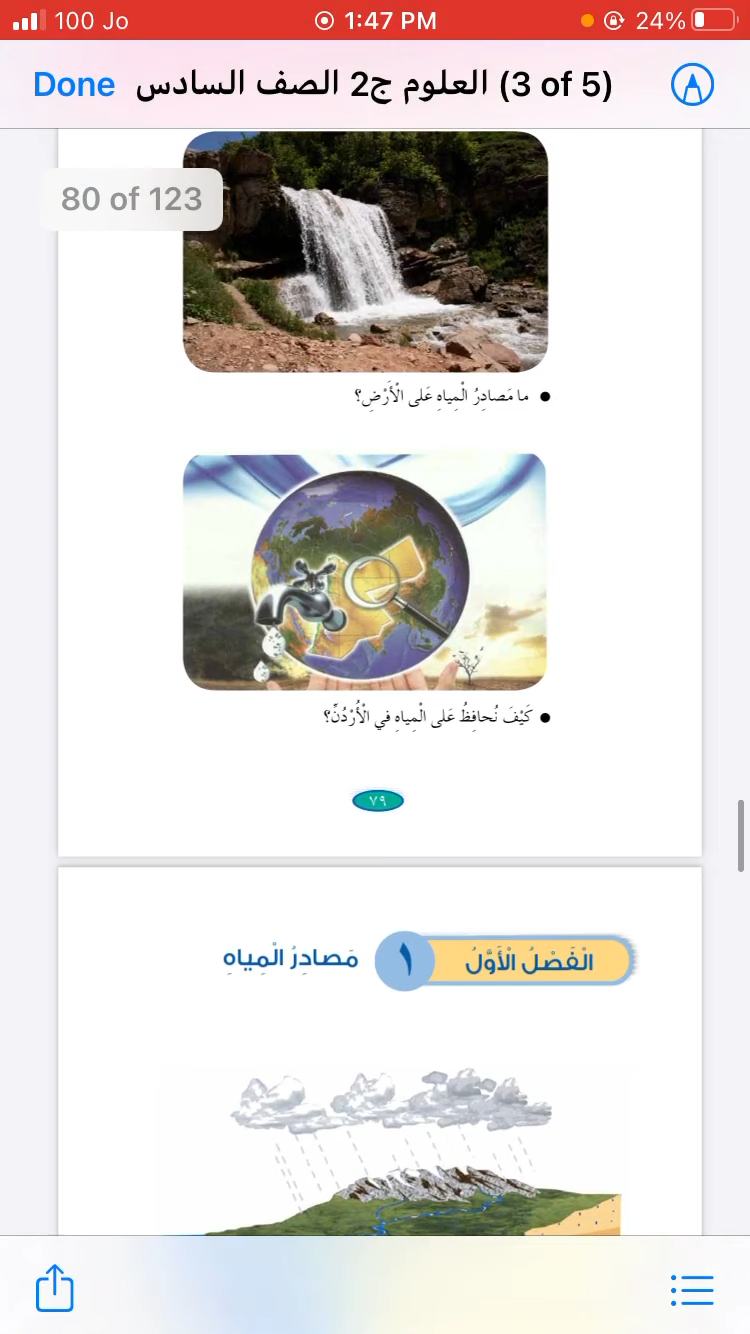 100 Jo
1:47 PM
24%
Done
العلوم ج2 الصف السادس (3 of 5)
80 of 123
● ما مَصادِرُ الْمِياهِ عَلى الْأَرْضِ؟
● كَيْفَ نُحافِظُ عَلى الْمِياهِ في الْأُرْدُنِّ؟
٧٩
الْفَصْلُ الْأَوَّلُ ١ مَصادِرُ الْمِياهِ